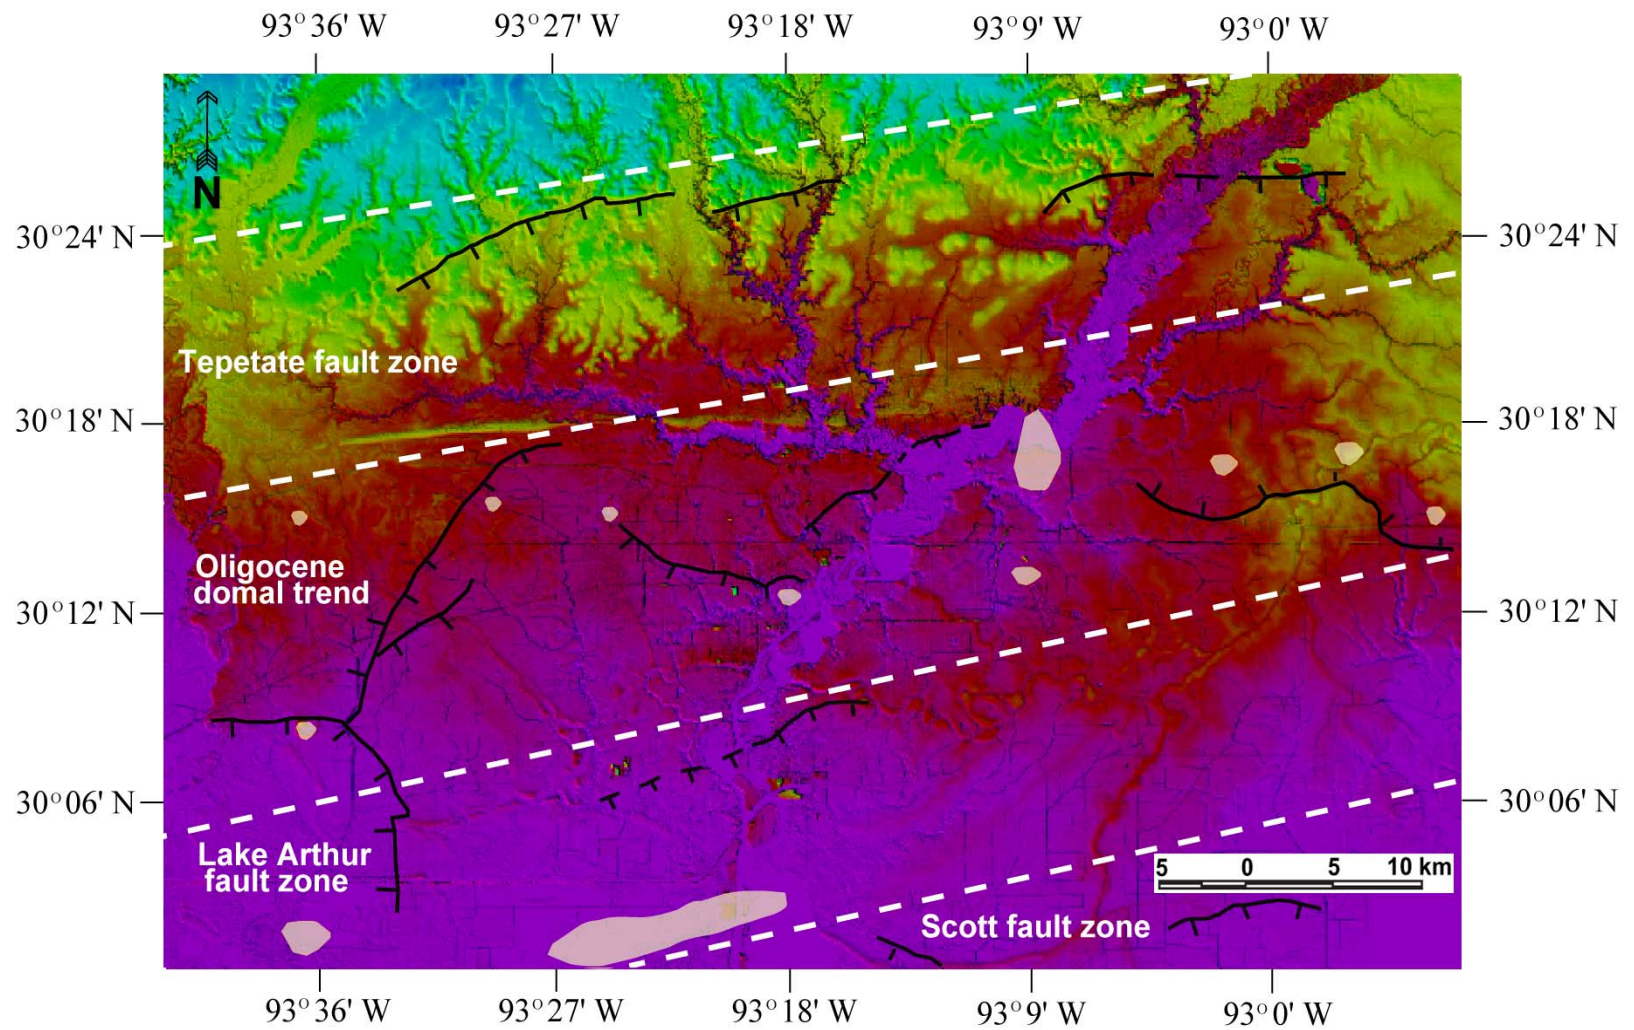 93°36' W 93°27' W 93°18' W 93°9' W 93°0' W
N
30°24' N 30°24' N
Tepetate fault zone
30°18' N 30°18' N
Oligocene
domal trend
30°12' N 30°12' N
30°06' N 30°06' N
Lake Arthur
fault zone
5 0 5 10 km
Scott fault zone
93°36' W 93°27' W 93°18' W 93°9' W 93°0' W